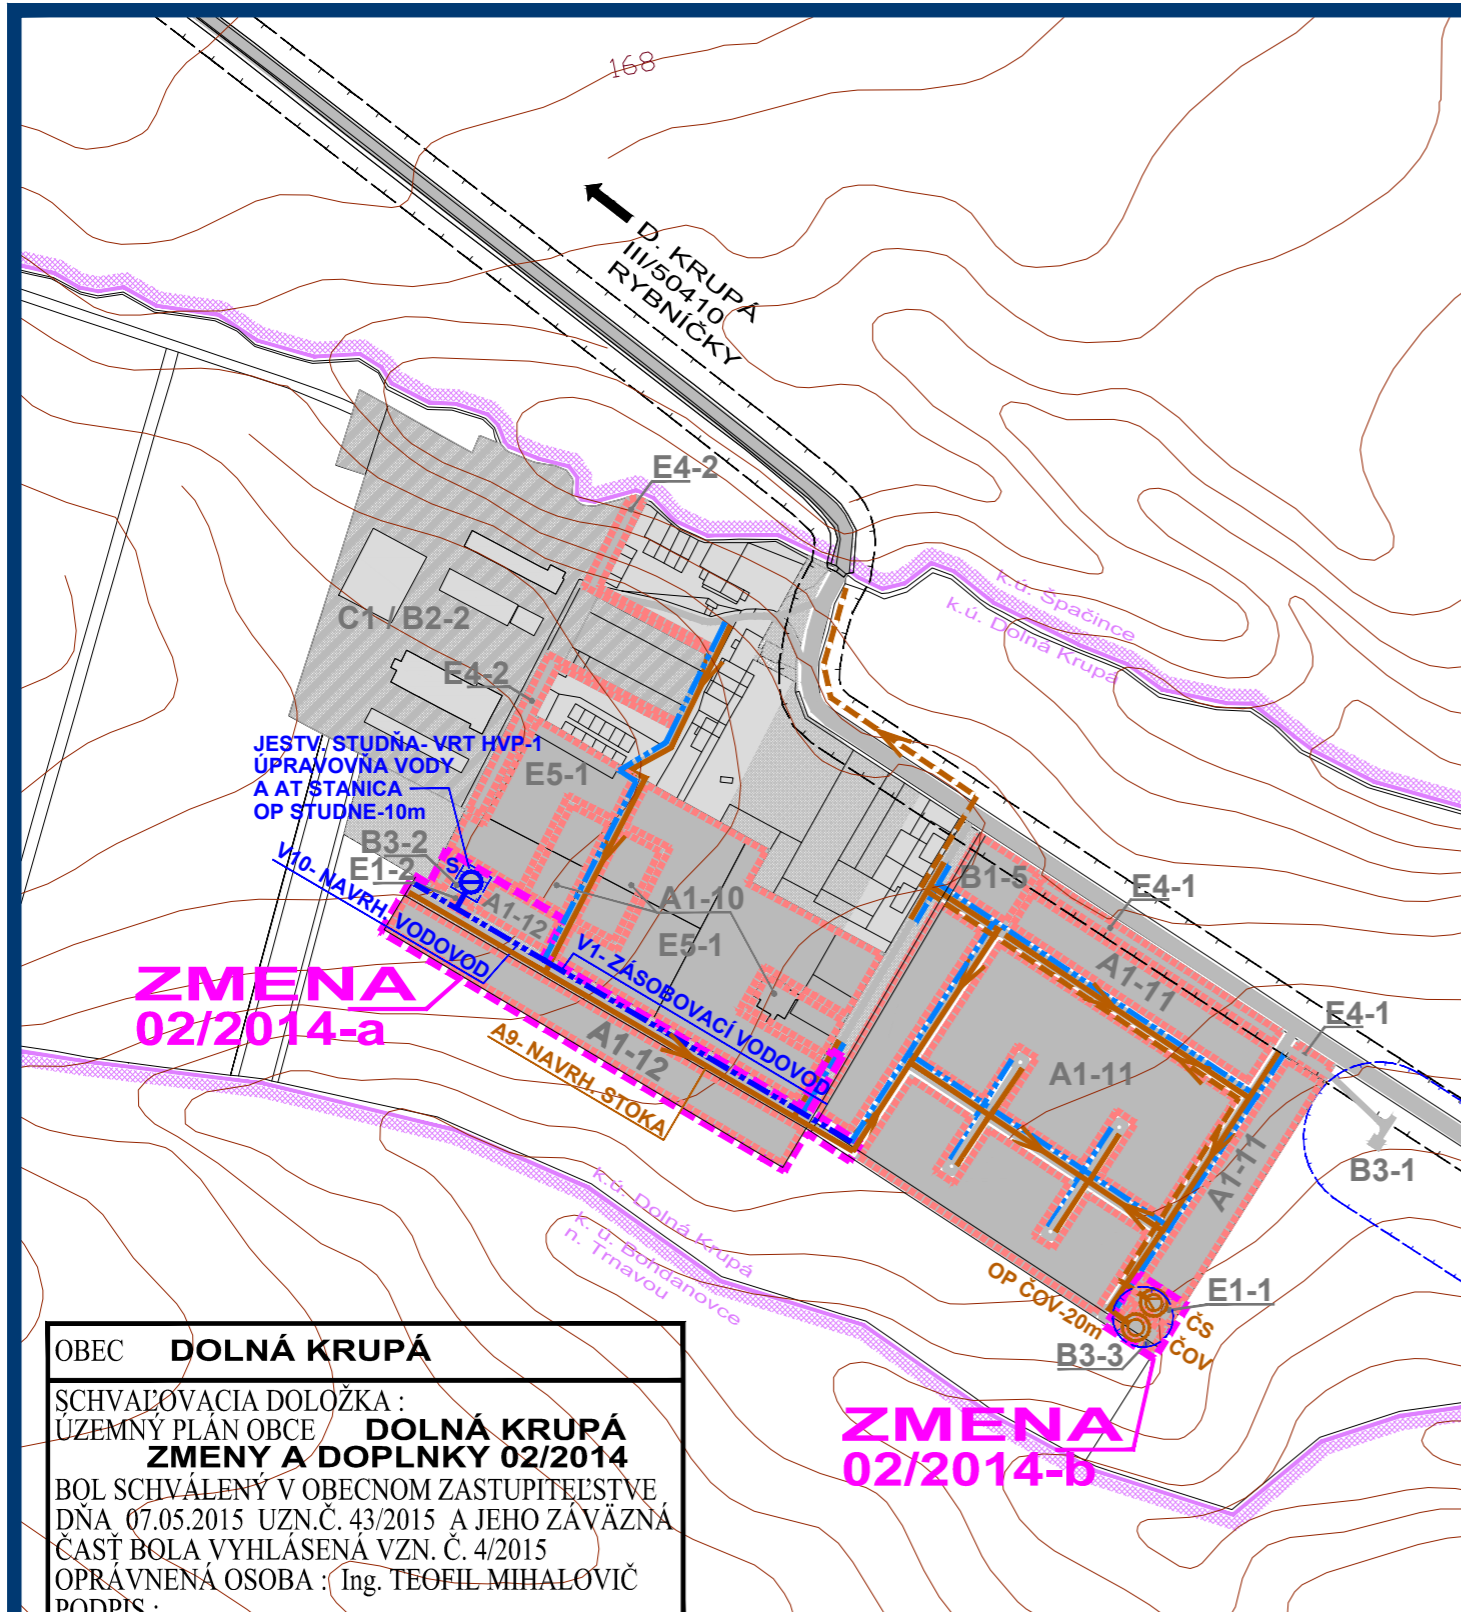 168
D. KRUPÁ
III/50410
RYBNÍČKY
E4-2
k.ú. Špačince
k.ú. Dolná Krupá
C1 / B2-2
E4-2
JESTV. STUDŇA- VRT HVP-1
ÚPRAVOVŇA VODY
A AT STANICA
OP STUDNE-10m
E5-1
B3-2
E1-2
S
V10- NAVRH. VODOVOD
A1-12
A1-10
E5-1
B1-5
E4-1
A1-11
V1- ZÁSOBOVACÍ VODOVOD
ZMENA
02/2014-a
A9- NAVRH. STOKA
A1-12
E4-1
A1-11
A1-11
B3-1
k.ú. Dolná Krupá
k. ú. Bohdanovce
n. Trnavou
OP ČOV-20m
E1-1
ČS
ČOV
B3-3
ZMENA
02/2014-b
OBEC DOLNÁ KRUPÁ
SCHVAĽOVACIA DOLOŽKA :
ÚZEMNÝ PLÁN OBCE DOLNÁ KRUPÁ
ZMENY A DOPLNKY 02/2014
BOL SCHVÁLENÝ V OBECNOM ZASTUPITEĽSTVE
DŇA 07.05.2015 UZN.Č. 43/2015 A JEHO ZÁVÄZNÁ
ČASŤ BOLA VYHLÁSENÁ VZN. Č. 4/2015
OPRÁVNENÁ OSOBA : Ing. TEOFIL MIHALOVIČ
PODPIS :